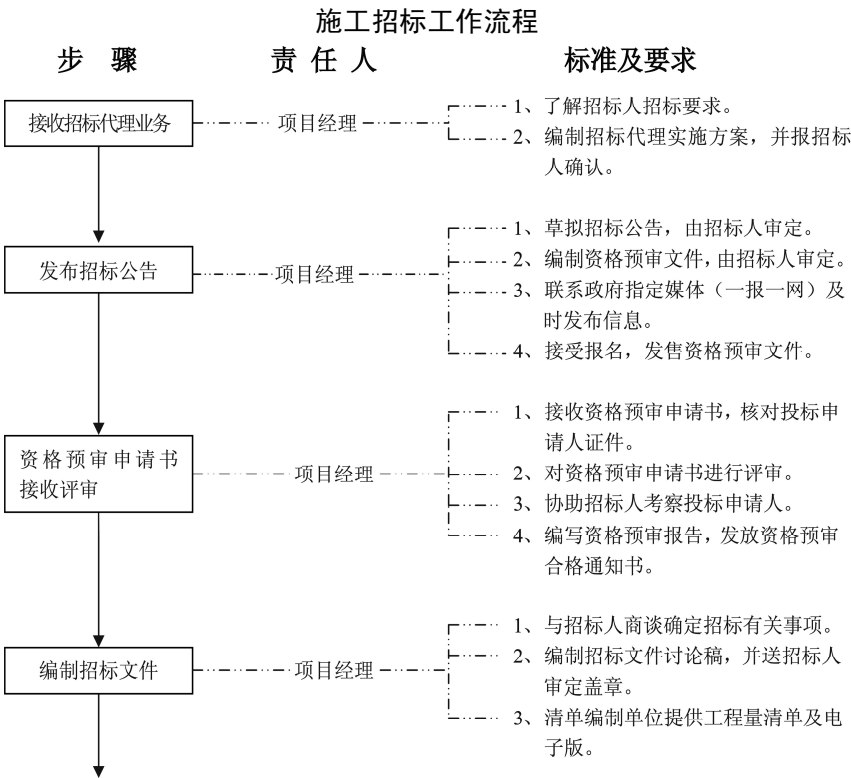 施工招标工作流程
步 骤 责 任 人 标准及要求
接收招标代理业务
项目经理
1、了解招标人招标要求。
2、编制招标代理实施方案，并报招标
人确认。
发布招标公告
项目经理
1、草拟招标公告，由招标人审定。
2、编制资格预审文件，由招标人审定。
3、联系政府指定媒体（一报一网）及
时发布信息。
4、接受报名，发售资格预审文件。
资格预审申请书
接收评审
项目经理
1、接收资格预审申请书，核对投标申
请人证件。
2、对资格预审申请书进行评审。
3、协助招标人考察投标申请人。
4、编写资格预审报告，发放资格预审
合格通知书。
编制招标文件
项目经理
1、与招标人商谈确定招标有关事项。
2、编制招标文件讨论稿，并送招标人
审定盖章。
3、清单编制单位提供工程量清单及电
子版。